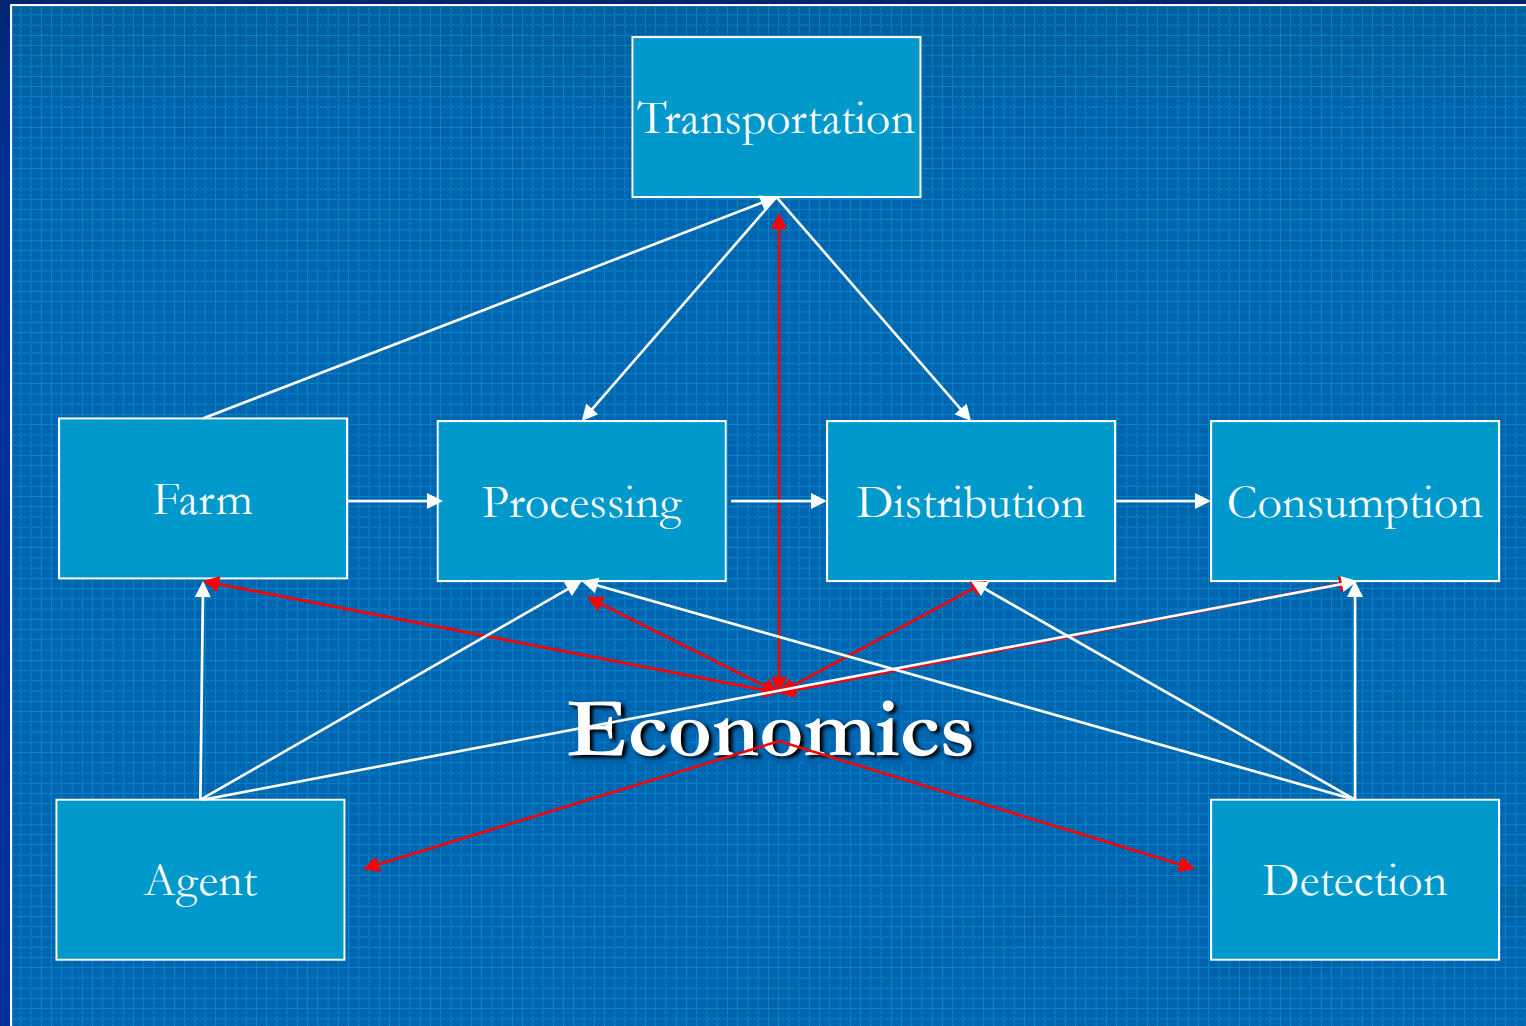 Transportation
Farm
Processing
Distribution
Consumption
Economics
Agent
Detection